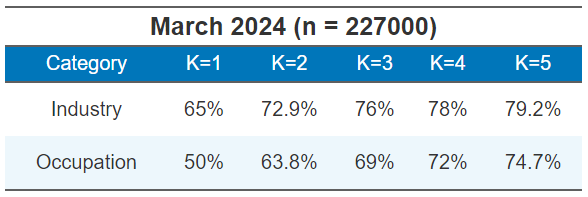 March 2024 (n = 227000)
Category K=1 K=2 K=3 K=4 K=5
Industry 65% 72.9% 76% 78% 79.2%
Occupation 50% 63.8% 69% 72% 74.7%